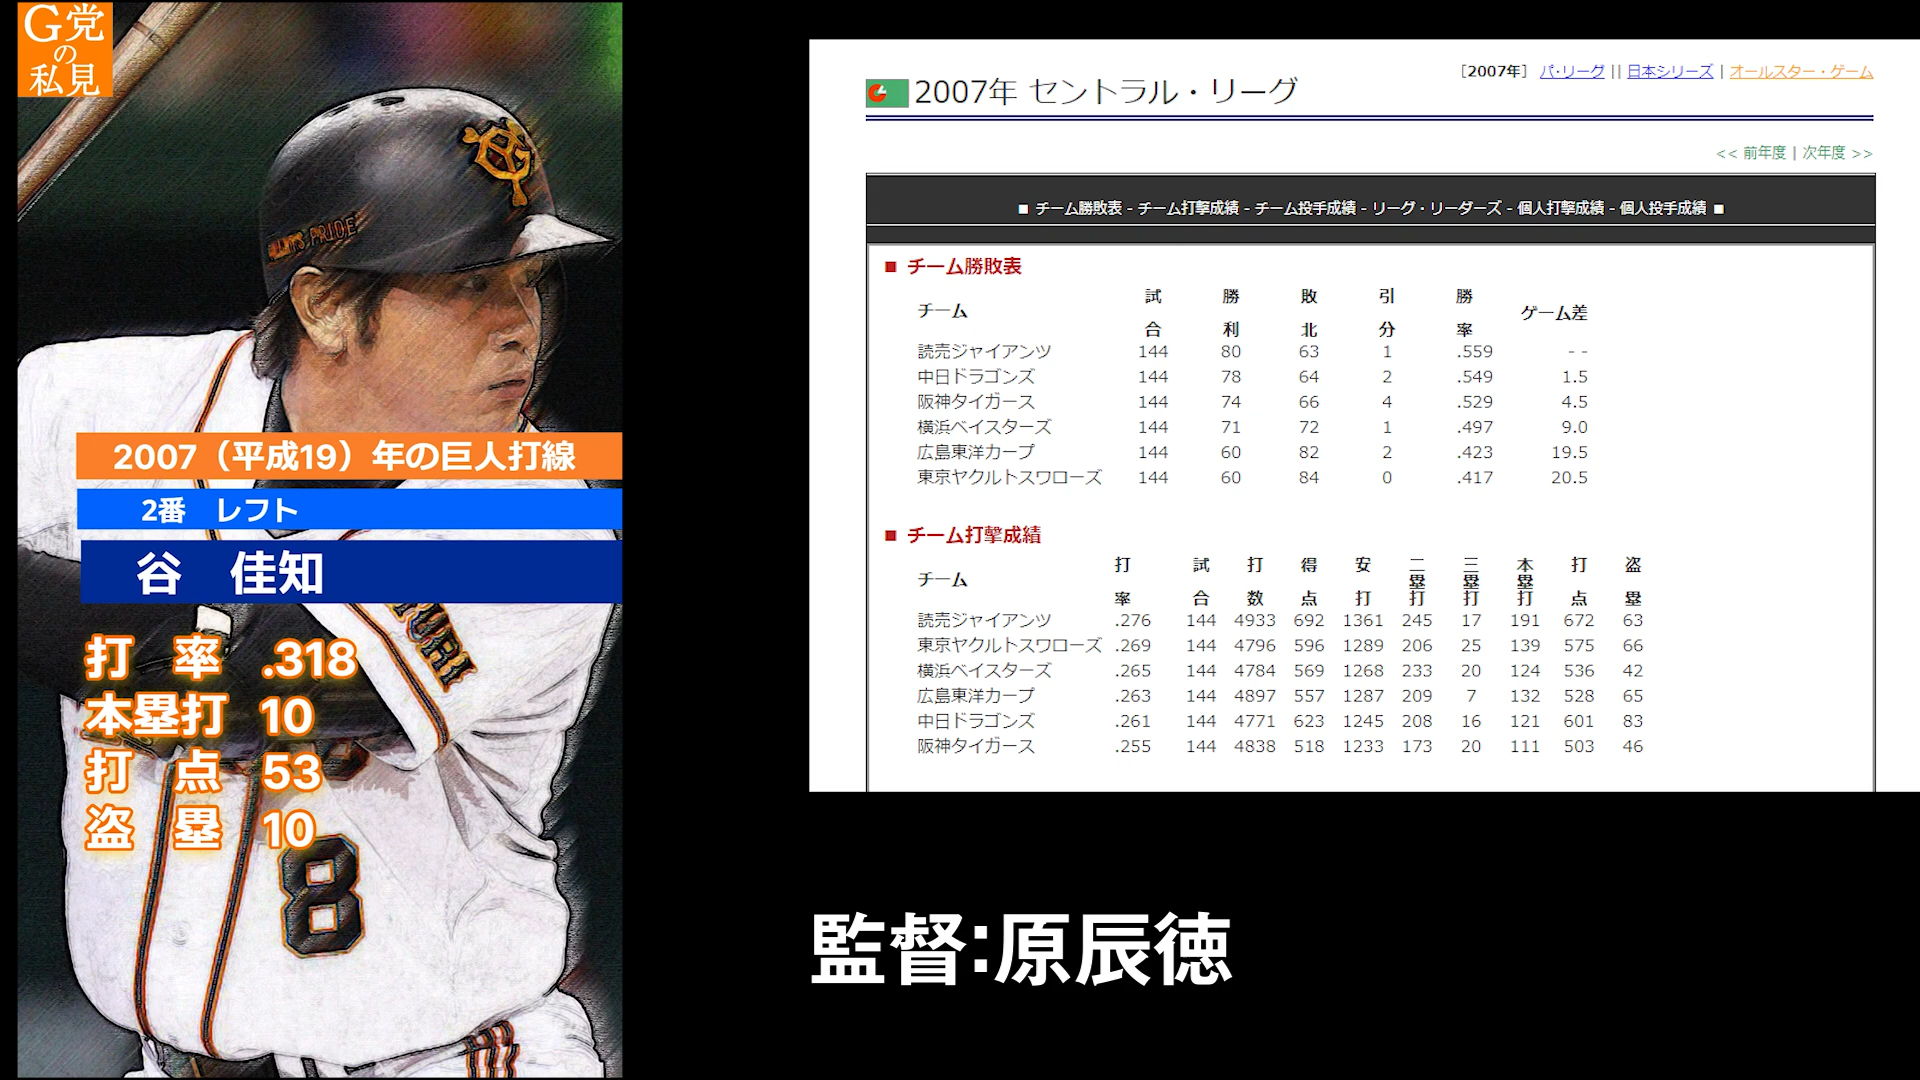 G党
の
私見
GIANTS PRIDE
2007（平成19）年の巨人打線
2番　レフト
谷　佳知
打　率　.318
本塁打　10
打　点　53
盗　塁　10
8
［2007年］ パ・リーグ || 日本シリーズ | オールスター・ゲーム
2007年 セントラル・リーグ
<< 前年度 | 次年度 >>
■ チーム勝敗表 - チーム打撃成績 - チーム投手成績 - リーグ・リーダーズ - 個人打撃成績 - 個人投手成績 ■
■ チーム勝敗表
チーム 試合 勝利 敗北 引分 勝率 ゲーム差
読売ジャイアンツ 144 80 63 1 .559 - -
中日ドラゴンズ 144 78 64 2 .549 1.5
阪神タイガース 144 74 66 4 .529 4.5
横浜ベイスターズ 144 71 72 1 .497 9.0
広島東洋カープ 144 60 82 2 .423 19.5
東京ヤクルトスワローズ 144 60 84 0 .417 20.5
■ チーム打撃成績
チーム 打率 試合 打数 得点 安打 二塁打 三塁打 本塁打 打点 盗塁
読売ジャイアンツ .276 144 4933 692 1361 245 17 191 672 63
東京ヤクルトスワローズ .269 144 4796 596 1289 206 25 139 575 66
横浜ベイスターズ .265 144 4784 569 1268 233 20 124 536 42
広島東洋カープ .263 144 4897 557 1287 209 7 132 528 65
中日ドラゴンズ .261 144 4771 623 1245 208 16 121 601 83
阪神タイガース .255 144 4838 518 1233 173 20 111 503 46
監督:原辰徳